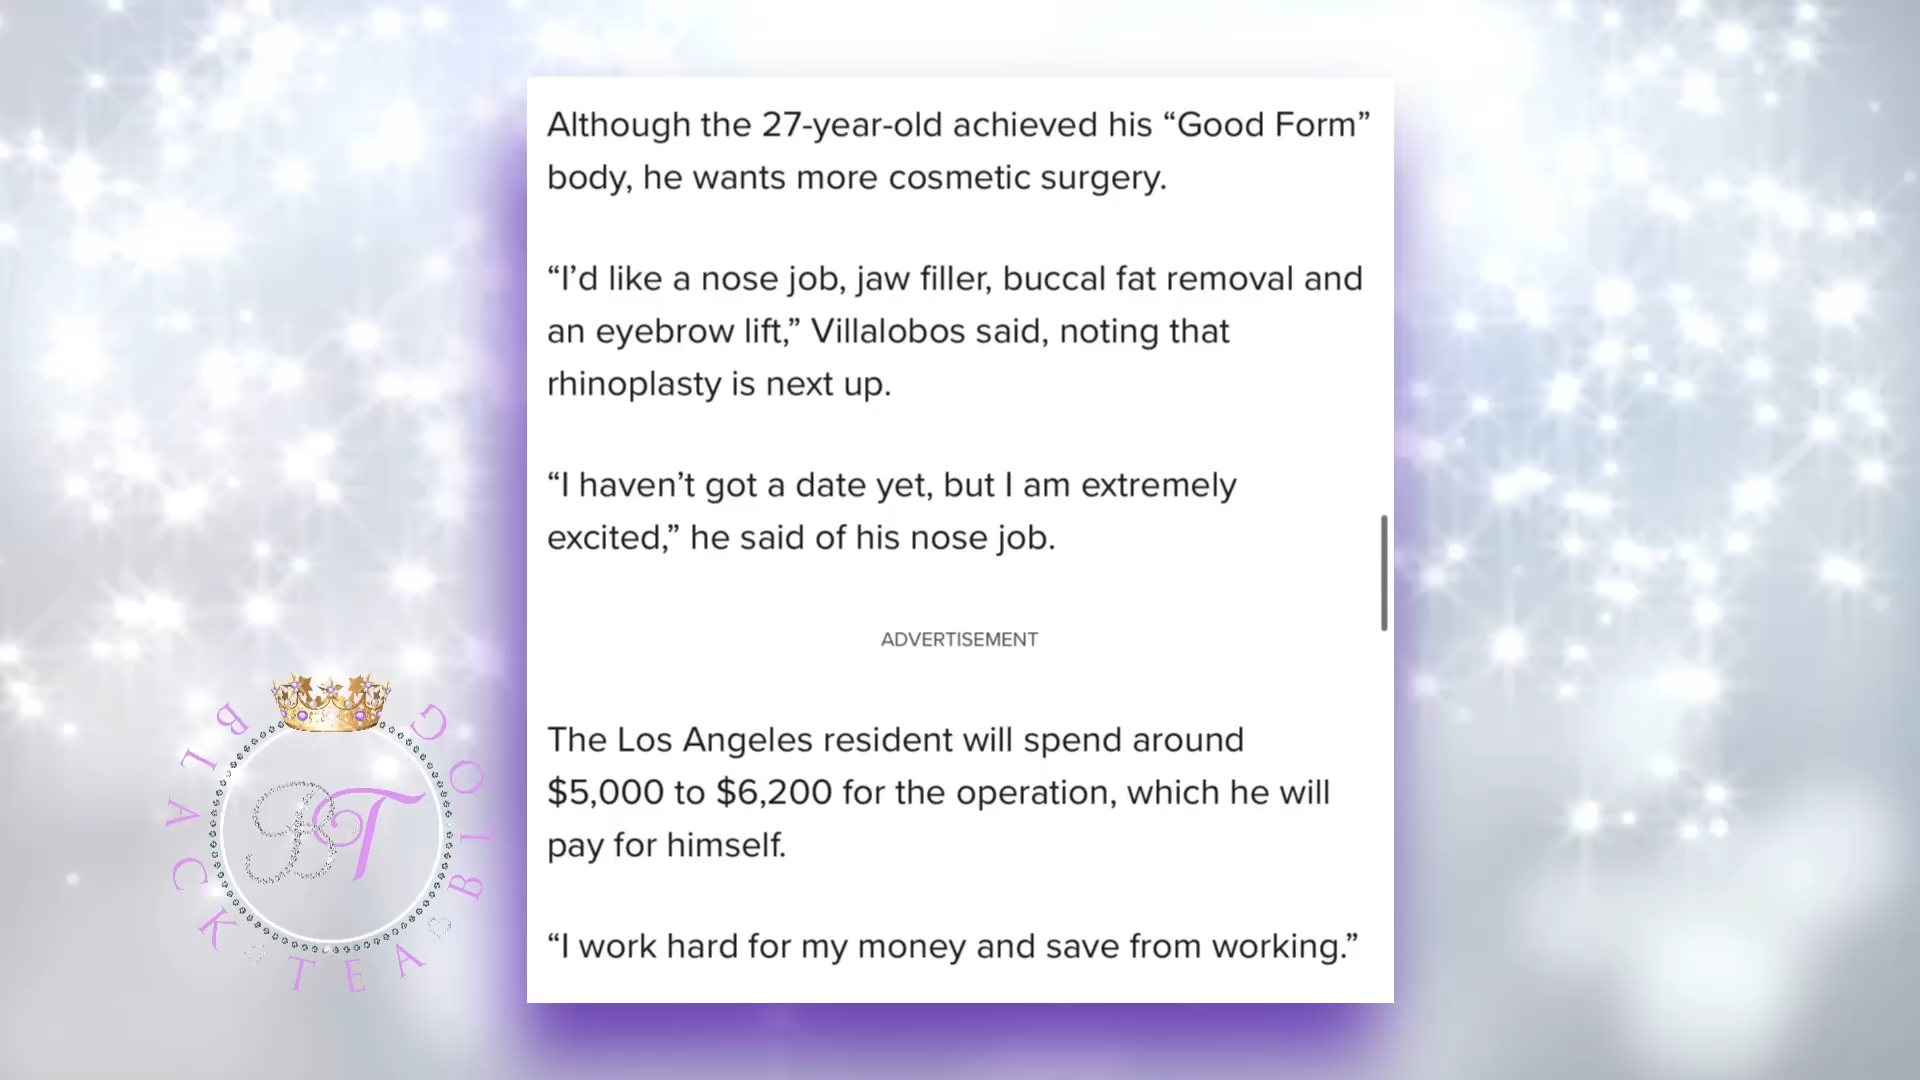 Although the 27-year-old achieved his “Good Form”
body, he wants more cosmetic surgery.
“I’d like a nose job, jaw filler, buccal fat removal and
an eyebrow lift,” Villalobos said, noting that
rhinoplasty is next up.
“I haven’t got a date yet, but I am extremely
excited,” he said of his nose job.
ADVERTISEMENT
The Los Angeles resident will spend around
$5,000 to $6,200 for the operation, which he will
pay for himself.
“I work hard for my money and save from working.”
BLACK TEA BLOG
BT